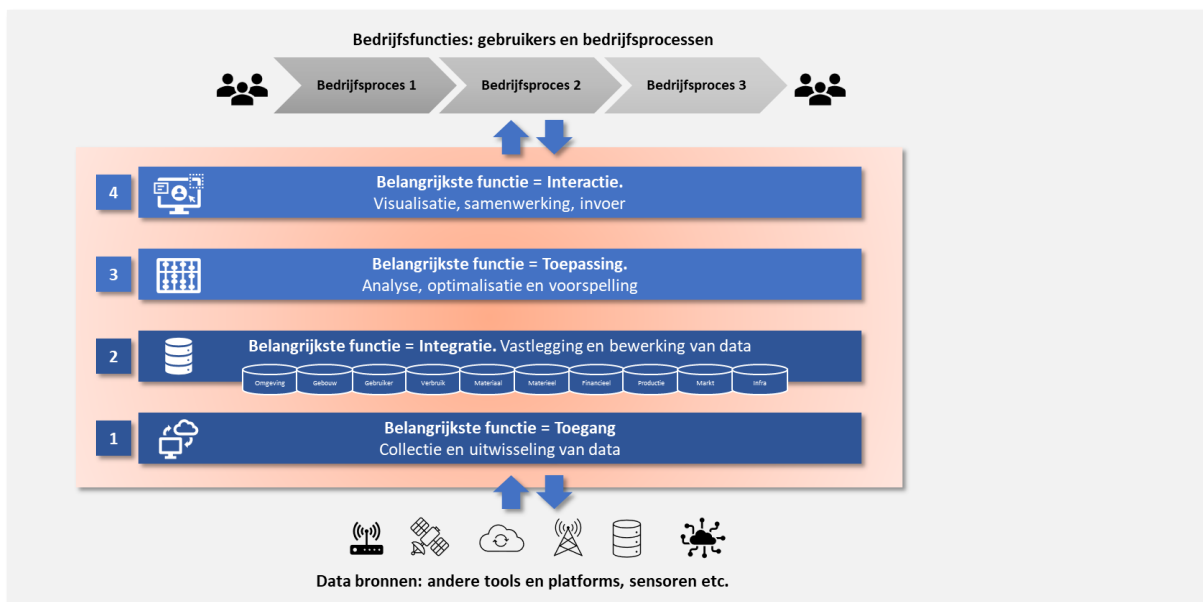 Bedrijfsfuncties: gebruikers en bedrijfsprocessen
Bedrijfsproces 1
Bedrijfsproces 2
Bedrijfsproces 3
4
Belangrijkste functie = Interactie.
Visualisatie, samenwerking, invoer
3
Belangrijkste functie = Toepassing.
Analyse, optimalisatie en voorspelling
2
Belangrijkste functie = Integratie. Vastlegging en bewerking van data
Omgeving
Gebouw
Gebruiker
Verbruik
Materiaal
Materieel
Financieel
Productie
Markt
Infra
1
Belangrijkste functie = Toegang
Collectie en uitwisseling van data
Data bronnen: andere tools en platforms, sensoren etc.